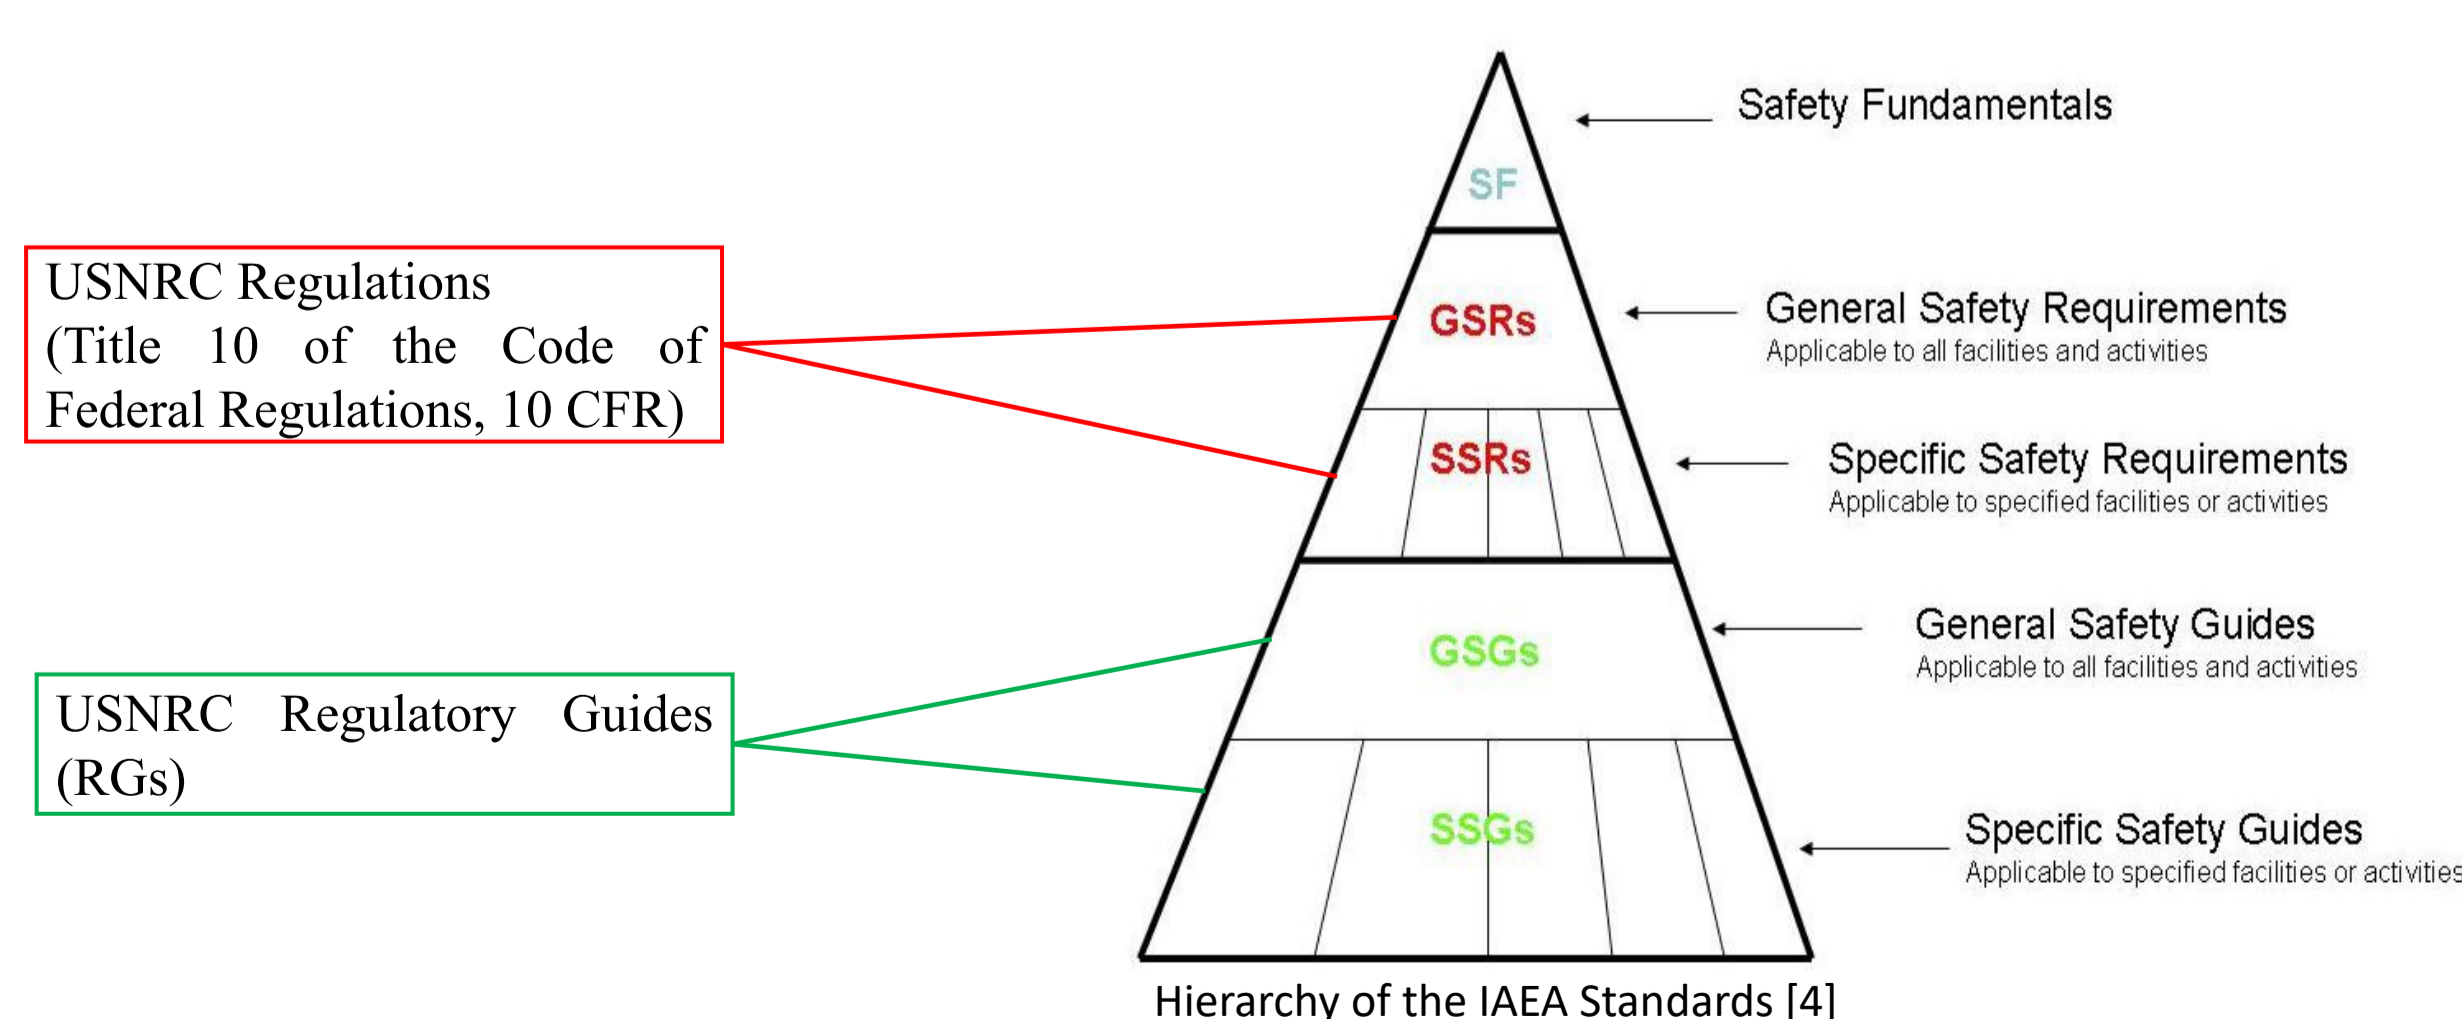 Safety Fundamentals
SF
USNRC Regulations
(Title 10 of the Code of
Federal Regulations, 10 CFR)
GSRs
General Safety Requirements
Applicable to all facilities and activities
SSRs
Specific Safety Requirements
Applicable to specified facilities or activities
GSGs
General Safety Guides
Applicable to all facilities and activities
USNRC Regulatory Guides
(RGs)
SSGs
Specific Safety Guides
Applicable to specified facilities or activities
Hierarchy of the IAEA Standards [4]